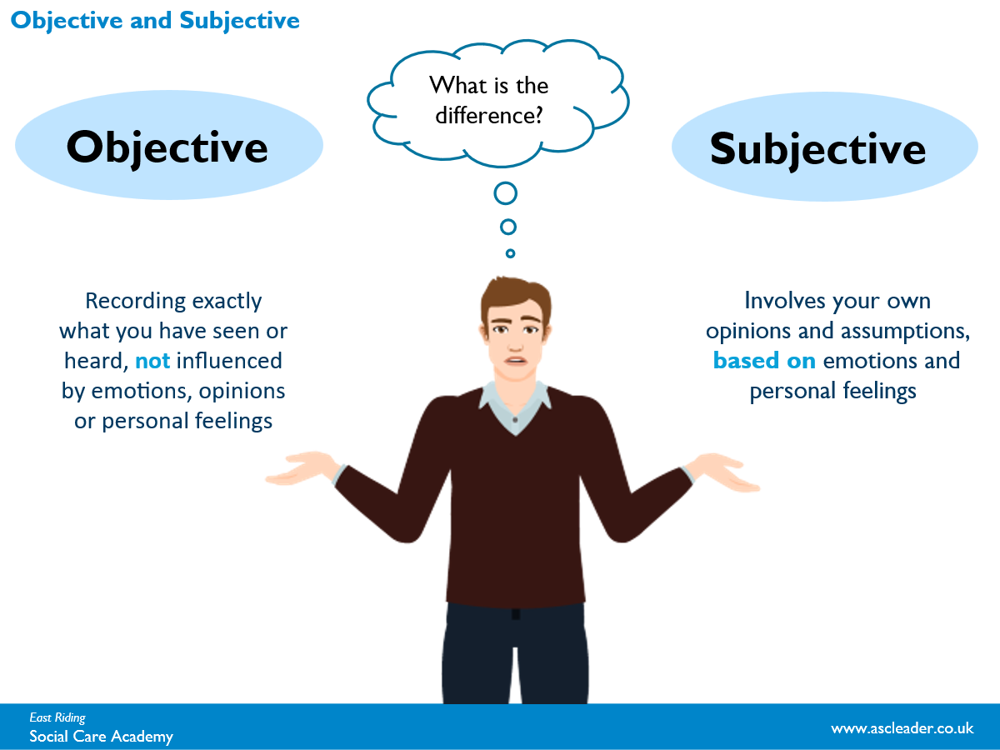 Objective and Subjective
What is the
difference?
Objective
Subjective
Recording exactly
what you have seen or
heard, not influenced
by emotions, opinions
or personal feelings
Involves your own
opinions and assumptions,
based on emotions and
personal feelings
East Riding
Social Care Academy
www.ascleader.co.uk